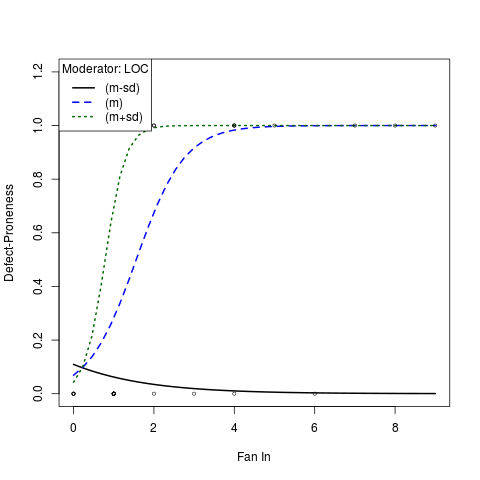 Moderator: LOC
(m-sd)
(m)
(m+sd)
Defect-Proneness
0.0
0.2
0.4
0.6
0.8
1.0
1.2
0
2
4
6
8
Fan In